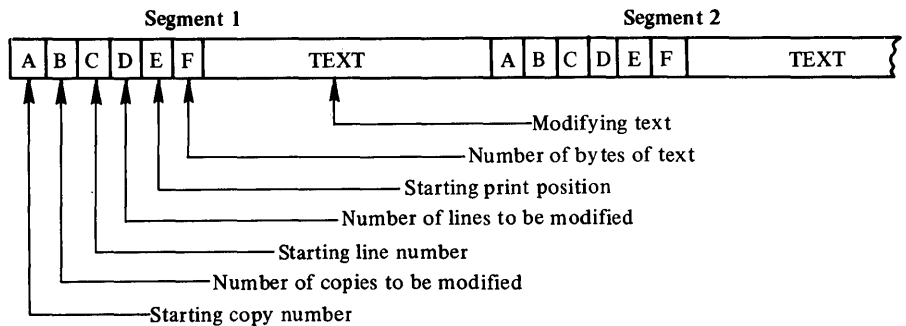 Segment 1 Segment 2
A B C D E F TEXT A B C D E F TEXT
Modifying text
Number of bytes of text
Starting print position
Number of lines to be modified
Starting line number
Number of copies to be modified
Starting copy number